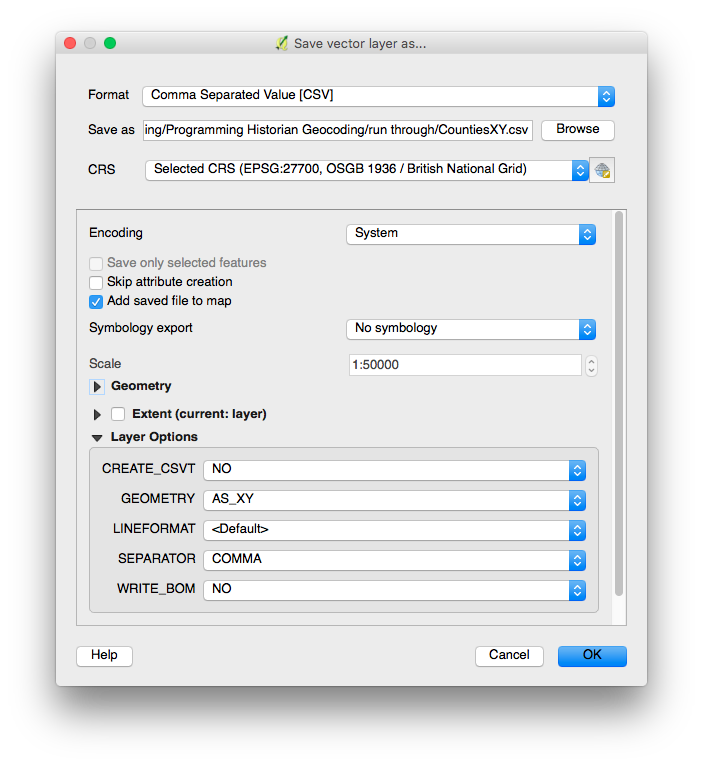 Save vector layer as...
Format Comma Separated Value [CSV]
Save as ing/Programming Historian Geocoding/run through/CountiesXY.csv Browse
CRS Selected CRS (EPSG:27700, OSGB 1936 / British National Grid)
Encoding System
Save only selected features
Skip attribute creation
Add saved file to map
Symbology export No symbology
Scale 1:50000
Geometry
Extent (current: layer)
Layer Options
CREATE_CSVT NO
GEOMETRY AS_XY
LINEFORMAT <Default>
SEPARATOR COMMA
WRITE_BOM NO
Help Cancel OK